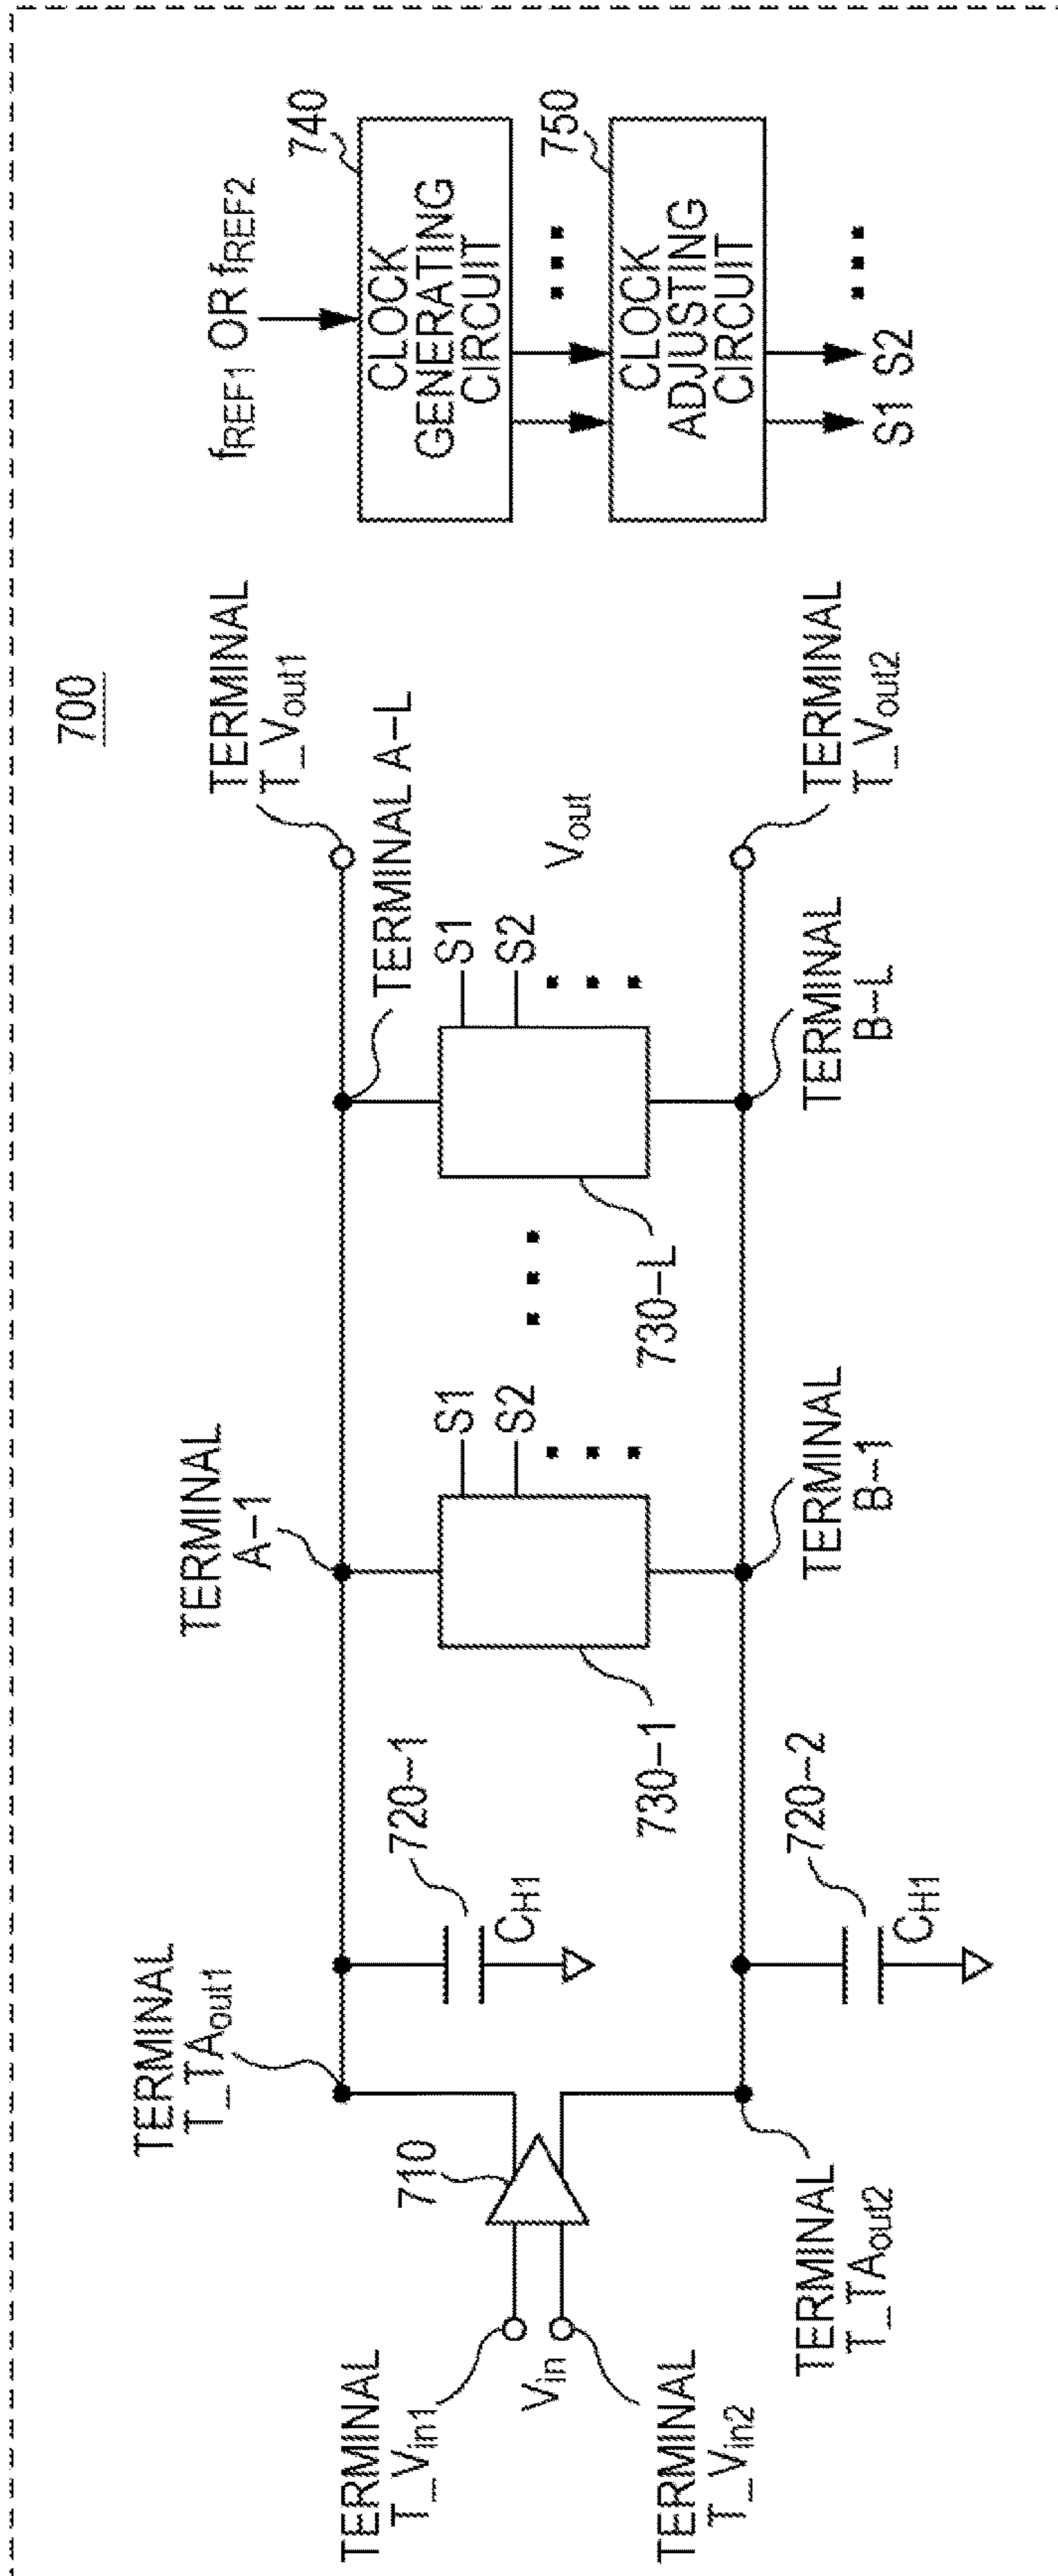 700
TERMINAL
T_Vin1
Vin
TERMINAL
T_Vin2
710
TERMINAL
T_TAout1
TERMINAL
T_TAout2
720-1
CH1
720-2
CH1
TERMINAL
A-1
730-1
S1
S2
TERMINAL
B-1
730-L
S1
S2
TERMINAL A-L
TERMINAL
B-L
TERMINAL
T_Vout1
Vout
TERMINAL
T_Vout2
fREF1 OR fREF2
740
CLOCK
GENERATING
CIRCUIT
750
CLOCK
ADJUSTING
CIRCUIT
S1 S2